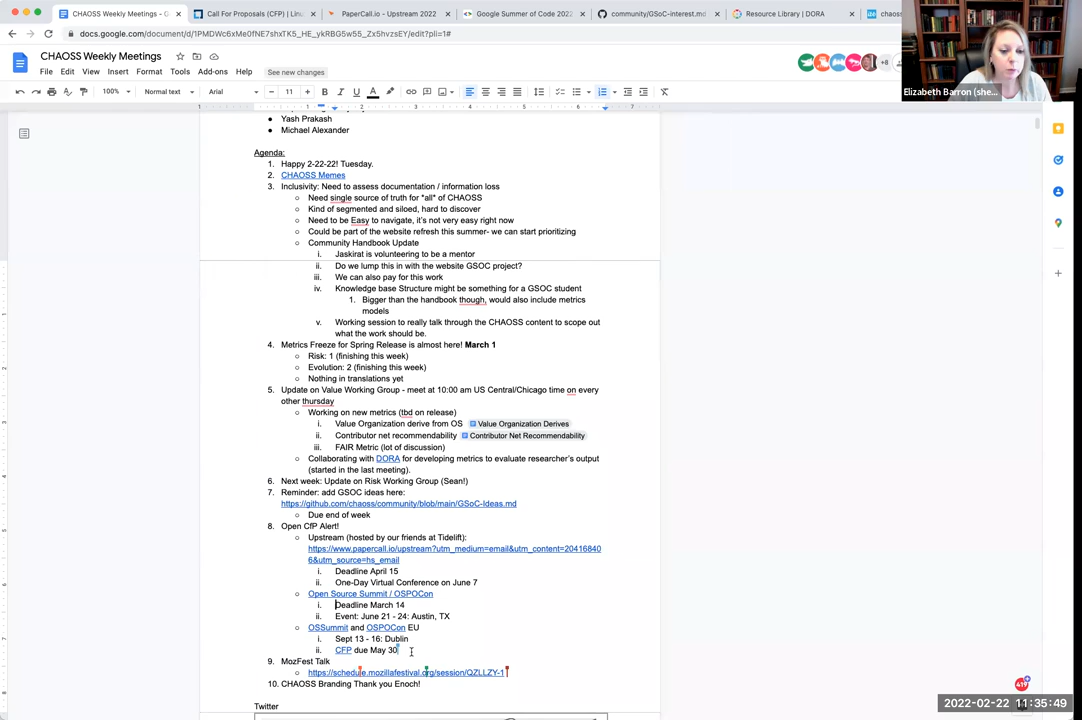 CHAOSS Weekly Meetings - G
Call For Proposals (CFP) | Linu
PaperCall.io - Upstream 2022
Google Summer of Code 2022
community/GSoC-interest.md
Resource Library | DORA
chaoss
docs.google.com/document/d/1PMDWc6xMe0fNE7shxTK5_HE_ykRBG5w55_Zx5hvzsEY/edit?pli=1#
CHAOSS Weekly Meetings
File Edit View Insert Format Tools Add-ons Help See new changes
+8
100% Normal text Arial 11 B I U A
Elizabeth Barron (she...
Yash Prakash
Michael Alexander
Agenda:
1. Happy 2-22-22! Tuesday.
2. CHAOSS Memes
3. Inclusivity: Need to assess documentation / information loss
Need single source of truth for *all* of CHAOSS
Kind of segmented and siloed, hard to discover
Need to be Easy to navigate, it's not very easy right now
Could be part of the website refresh this summer- we can start prioritizing
Community Handbook Update
i. Jaskirat is volunteering to be a mentor
ii. Do we lump this in with the website GSOC project?
iii. We can also pay for this work
iv. Knowledge base Structure might be something for a GSOC student
1. Bigger than the handbook though, would also include metrics
models
v. Working session to really talk through the CHAOSS content to scope out
what the work should be.
4. Metrics Freeze for Spring Release is almost here! March 1
Risk: 1 (finishing this week)
Evolution: 2 (finishing this week)
Nothing in translations yet
5. Update on Value Working Group - meet at 10:00 am US Central/Chicago time on every
other thursday
Working on new metrics (tbd on release)
i. Value Organization derive from OS Value Organization Derives
ii. Contributor net recommendability Contributor Net Recommendability
iii. FAIR Metric (lot of discussion)
Collaborating with DORA for developing metrics to evaluate researcher's output
(started in the last meeting).
6. Next week: Update on Risk Working Group (Sean!)
7. Reminder: add GSOC ideas here:
https://github.com/chaoss/community/blob/main/GSoC-Ideas.md
Due end of week
8. Open CfP Alert!
Upstream (hosted by our friends at Tidelift):
https://www.papercall.io/upstream?utm_medium=email&utm_content=20416840
6&utm_source=hs_email
i. Deadline April 15
ii. One-Day Virtual Conference on June 7
Open Source Summit / OSPOCon
i. Deadline March 14
ii. Event: June 21 - 24: Austin, TX
OSSummit and OSPOCon EU
i. Sept 13 - 16: Dublin
ii. CFP due May 30
9. MozFest Talk
https://schedule.mozillafestival.org/session/QZLLZY-1
10. CHAOSS Branding Thank you Enoch!
Twitter
2022-02-22 11:35:49